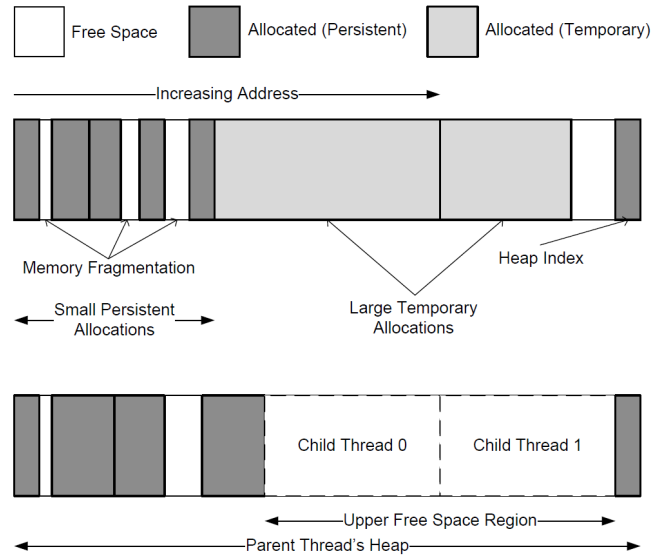 Free Space
Allocated (Persistent)
Allocated (Temporary)
Increasing Address
Memory Fragmentation
Heap Index
Small Persistent
Allocations
Large Temporary
Allocations
Child Thread 0
Child Thread 1
Upper Free Space Region
Parent Thread's Heap